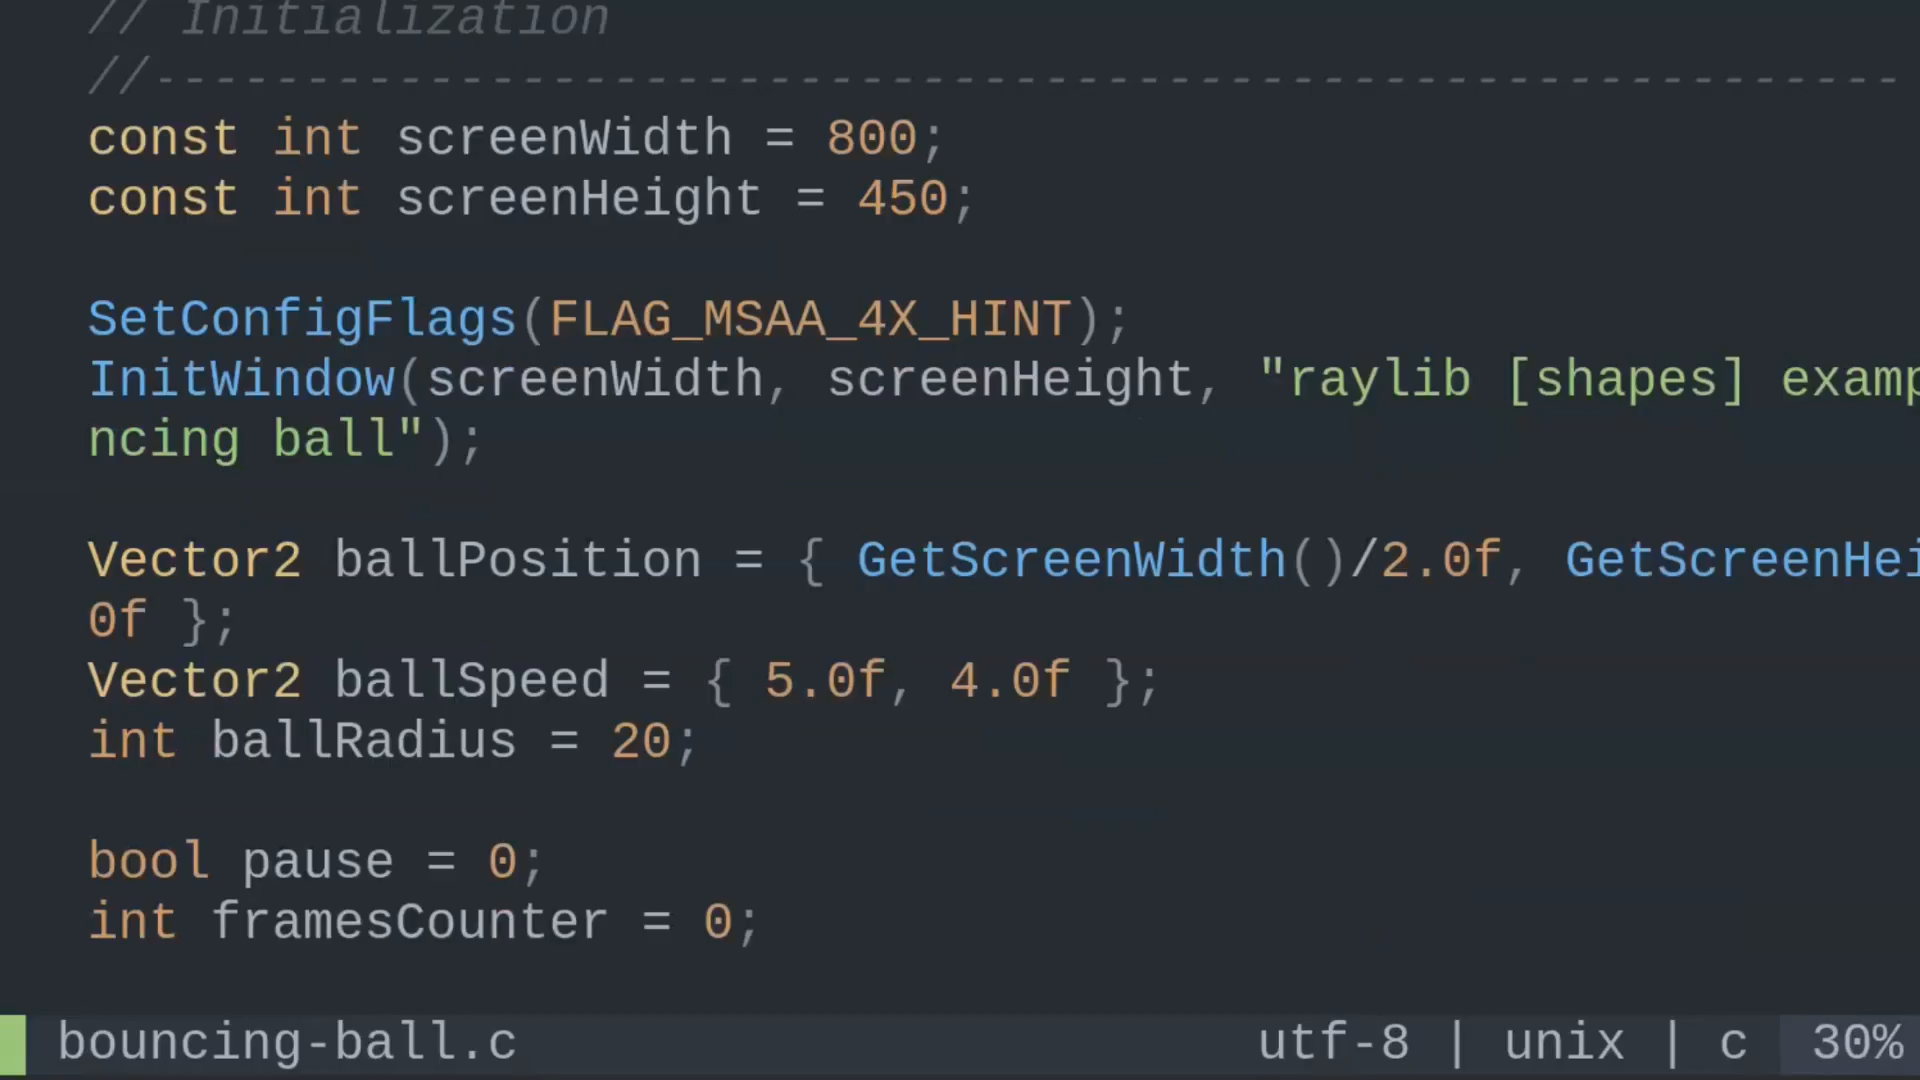 // Initialization
//---------------------------------------------------------
const int screenWidth = 800;
const int screenHeight = 450;
SetConfigFlags(FLAG_MSAA_4X_HINT);
InitWindow(screenWidth, screenHeight, "raylib [shapes] examp
ncing ball");
Vector2 ballPosition = { GetScreenWidth()/2.0f, GetScreenHei
0f };
Vector2 ballSpeed = { 5.0f, 4.0f };
int ballRadius = 20;
bool pause = 0;
int framesCounter = 0;
bouncing-ball.c utf-8 | unix | c 30%